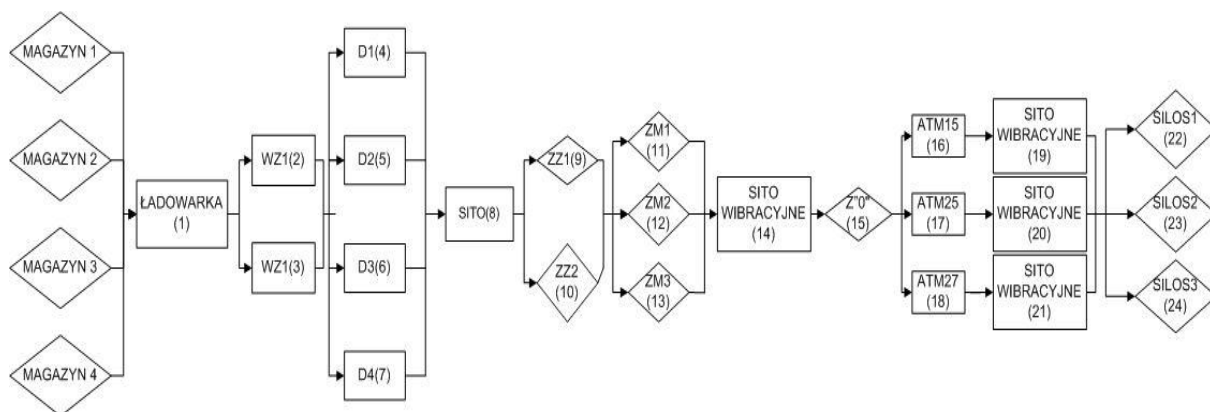 MAGAZYN 1
MAGAZYN 2
MAGAZYN 3
MAGAZYN 4
ŁADOWARKA
(1)
WZ1(2)
WZ1(3)
D1(4)
D2(5)
D3(6)
D4(7)
SITO(8)
ZZ1(9)
ZZ2
(10)
ZM1
(11)
ZM2
(12)
ZM3
(13)
SITO
WIBRACYJNE
(14)
Z"0"
(15)
ATM15
(16)
ATM25
(17)
ATM27
(18)
SITO
WIBRACYJNE
(19)
SITO
WIBRACYJNE
(20)
SITO
WIBRACYJNE
(21)
SILOS1
(22)
SILOS2
(23)
SILOS3
(24)